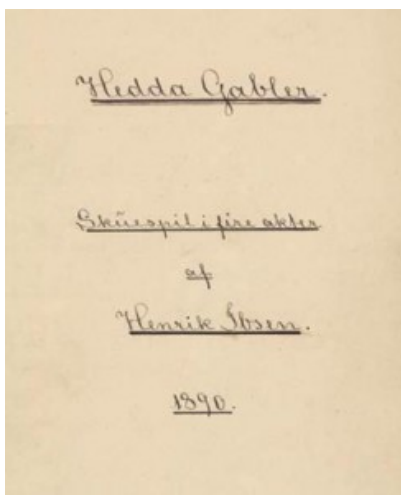 Hedda Gabler.
Skuespil i fire akter
af
Henrik Ibsen.
1890.